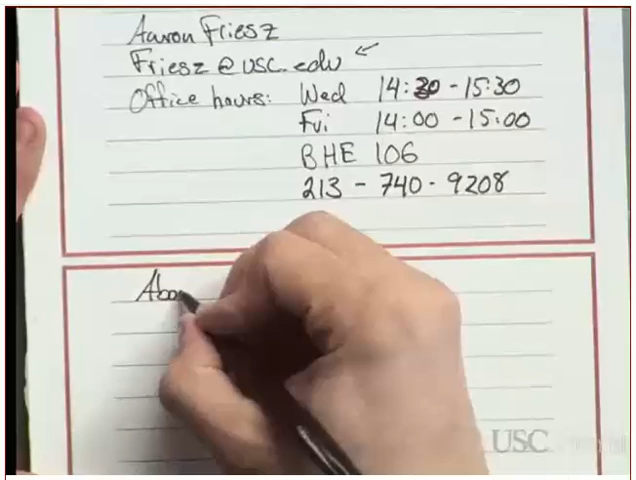 Aaron Friesz
Friesz@usc.edu
Office hours: Wed 14:30 - 15:30
Fri 14:00 - 15:00
BHE 106
213 - 740 - 9208
Abo
USC